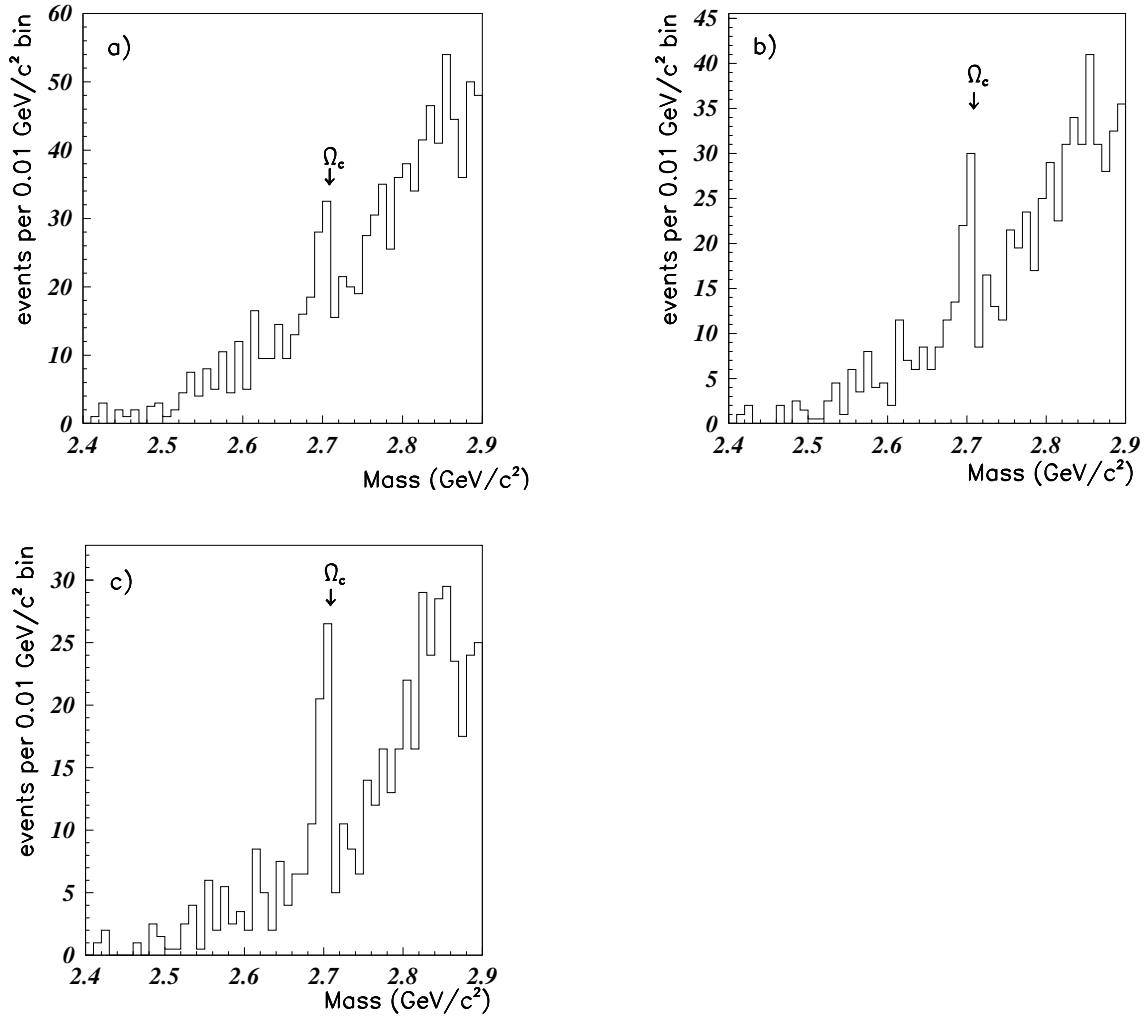 a)
Ω_c
events per 0.01 GeV/c² bin
60
50
40
30
20
10
0
2.4 2.5 2.6 2.7 2.8 2.9
Mass (GeV/c²)
b)
Ω_c
events per 0.01 GeV/c² bin
45
40
35
30
25
20
15
10
5
0
2.4 2.5 2.6 2.7 2.8 2.9
Mass (GeV/c²)
c)
Ω_c
events per 0.01 GeV/c² bin
30
25
20
15
10
5
0
2.4 2.5 2.6 2.7 2.8 2.9
Mass (GeV/c²)